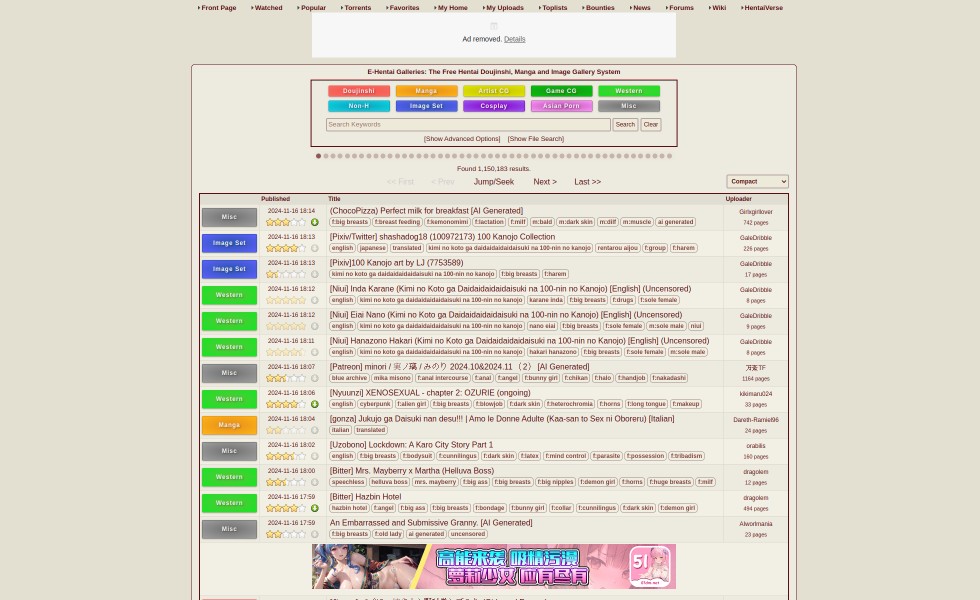 Front Page Watched Popular Torrents Favorites My Home My Uploads Toplists Bounties News Forums Wiki HentaiVerse
Ad removed. Details
E-Hentai Galleries: The Free Hentai Doujinshi, Manga and Image Gallery System
Doujinshi Manga Artist CG Game CG Western
Non-H Image Set Cosplay Asian Porn Misc
Search Keywords Search Clear
[Show Advanced Options] [Show File Search]
Found 1,150,183 results.
<< First < Prev Jump/Seek Next > Last >> Compact
Published Title Uploader
Misc 2024-11-16 18:14 (ChocoPizza) Perfect milk for breakfast [AI Generated] Girlxgirllover
f:big breasts f:breast feeding f:kemonomimi f:lactation f:milf m:bald m:dark skin m:dilf m:muscle ai generated 742 pages
Image Set 2024-11-16 18:13 [Pixiv/Twitter] shashadog18 (100972173) 100 Kanojo Collection GaleDribble
english japanese translated kimi no koto ga daidaidaidaidaisuki na 100-nin no kanojo rentarou aijou f:group f:harem 226 pages
Image Set 2024-11-16 18:13 [Pixiv]100 Kanojo art by LJ (7753589) GaleDribble
kimi no koto ga daidaidaidaidaisuki na 100-nin no kanojo f:big breasts f:harem 17 pages
Western 2024-11-16 18:12 [Niui] Inda Karane (Kimi no Koto ga Daidaidaidaidaisuki na 100-nin no Kanojo) [English] (Uncensored) GaleDribble
english kimi no koto ga daidaidaidaidaisuki na 100-nin no kanojo karane inda f:big breasts f:drugs f:sole female 8 pages
Western 2024-11-16 18:12 [Niui] Eiai Nano (Kimi no Koto ga Daidaidaidaidaisuki na 100-nin no Kanojo) [English] (Uncensored) GaleDribble
english kimi no koto ga daidaidaidaidaisuki na 100-nin no kanojo nano eiai f:big breasts f:sole female m:sole male niui 9 pages
Western 2024-11-16 18:11 [Niui] Hanazono Hakari (Kimi no Koto ga Daidaidaidaidaisuki na 100-nin no Kanojo) [English] (Uncensored) GaleDribble
english kimi no koto ga daidaidaidaidaisuki na 100-nin no kanojo hakari hanazono f:big breasts f:sole female m:sole male 8 pages
Misc 2024-11-16 18:07 [Patreon] minori / 実ノ璃 / みのり 2024.10&2024.11 （2） [AI Generated] TF
blue archive mika misono f:anal intercourse f:anal f:angel f:bunny girl f:chikan f:halo f:handjob f:nakadashi 1164 pages
Western 2024-11-16 18:06 [Nyuunzi] XENOSEXUAL - chapter 2: OZURIE (ongoing) kikimaru024
english cyberpunk f:alien girl f:big breasts f:blowjob f:dark skin f:heterochromia f:horns f:long tongue f:makeup 33 pages
Manga 2024-11-16 18:04 [gonza] Jukujo ga Daisuki nan desu!!! | Amo le Donne Adulte (Kaa-san to Sex ni Oboreru) [Italian] Dareth-Ramiel96
italian translated 24 pages
Misc 2024-11-16 18:02 [Uzobono] Lockdown: A Karo City Story Part 1 orabilis
english f:big breasts f:bodysuit f:cunnilingus f:dark skin f:latex f:mind control f:parasite f:possession f:tribadism 160 pages
Western 2024-11-16 18:00 [Bitter] Mrs. Mayberry x Martha (Helluva Boss) dragolem
speechless helluva boss mrs. mayberry f:big ass f:big breasts f:big nipples f:demon girl f:horns f:huge breasts f:milf 12 pages
Western 2024-11-16 17:59 [Bitter] Hazbin Hotel dragolem
hazbin hotel f:angel f:big ass f:big breasts f:bondage f:bunny girl f:collar f:cunnilingus f:dark skin f:demon girl 494 pages
Misc 2024-11-16 17:59 An Embarrassed and Submissive Granny. [AI Generated] AIworlmania
f:big breasts f:old lady ai generated uncensored 23 pages
高能来袭 吸精污漫 51
萝莉少女 应有尽有